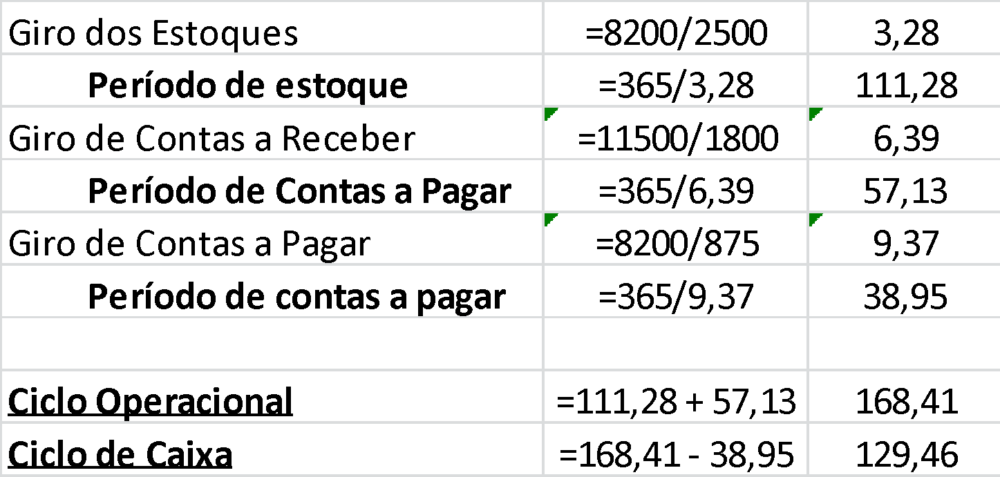 Giro dos Estoques =8200/2500 3,28
Período de estoque =365/3,28 111,28
Giro de Contas a Receber =11500/1800 6,39
Período de Contas a Pagar =365/6,39 57,13
Giro de Contas a Pagar =8200/875 9,37
Período de contas a pagar =365/9,37 38,95
Ciclo Operacional =111,28 + 57,13 168,41
Ciclo de Caixa =168,41 - 38,95 129,46